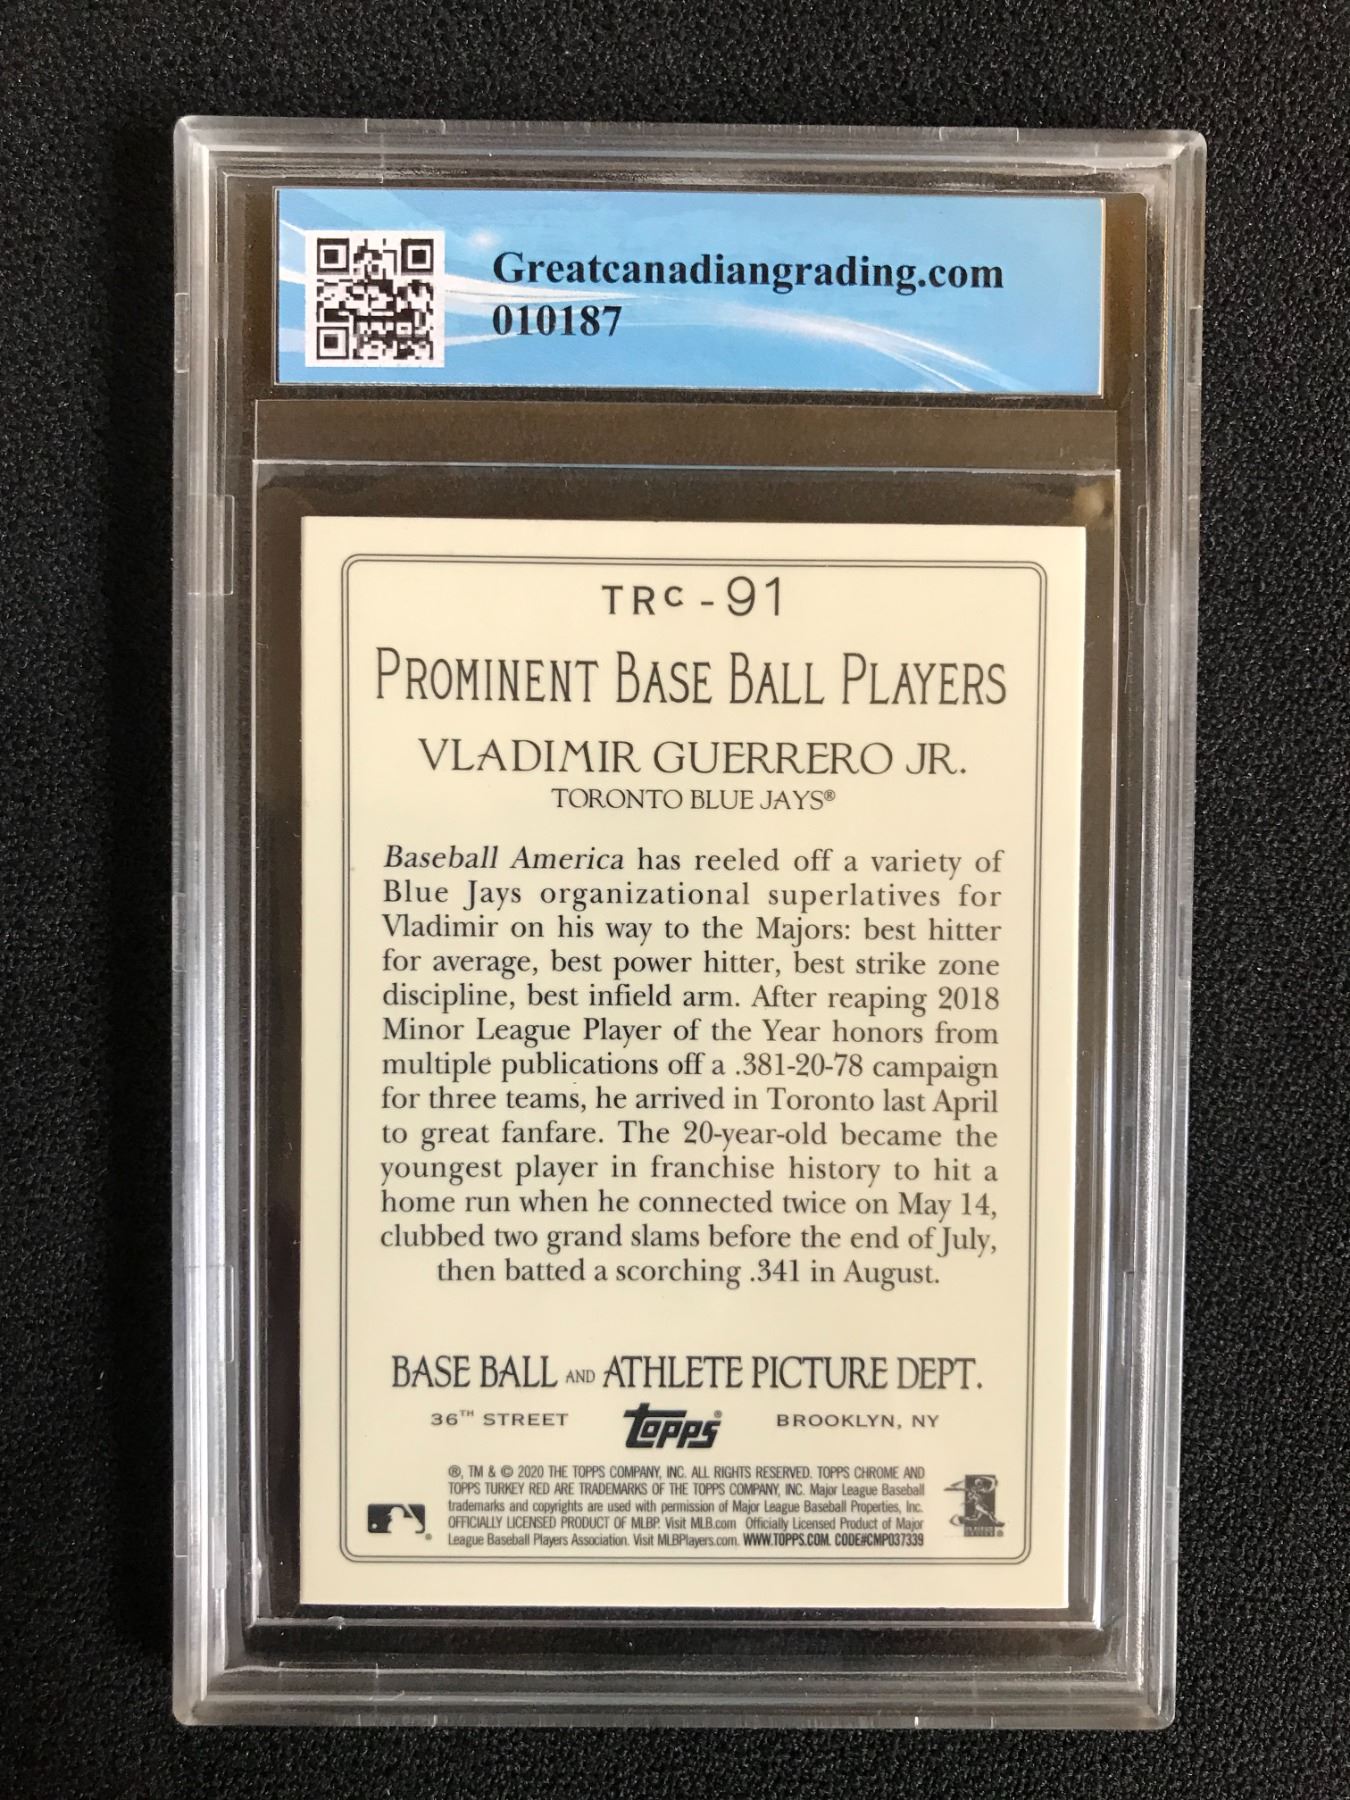 Greatcanadiangrading.com
010187
TRC - 91
PROMINENT BASE BALL PLAYERS
VLADIMIR GUERRERO JR.
TORONTO BLUE JAYS®
Baseball America has reeled off a variety of
Blue Jays organizational superlatives for
Vladimir on his way to the Majors: best hitter
for average, best power hitter, best strike zone
discipline, best infield arm. After reaping 2018
Minor League Player of the Year honors from
multiple publications off a .381-20-78 campaign
for three teams, he arrived in Toronto last April
to great fanfare. The 20-year-old became the
youngest player in franchise history to hit a
home run when he connected twice on May 14,
clubbed two grand slams before the end of July,
then batted a scorching .341 in August.
BASE BALL AND ATHLETE PICTURE DEPT.
36TH STREET topps® BROOKLYN, NY
®, TM & © 2020 THE TOPPS COMPANY, INC. ALL RIGHTS RESERVED. TOPPS CHROME AND
TOPPS TURKEY RED ARE TRADEMARKS OF THE TOPPS COMPANY, INC. Major League Baseball
trademarks and copyrights are used with permission of Major League Baseball Properties, Inc.
OFFICIALLY LICENSED PRODUCT OF MLBP. Visit MLB.com Officially Licensed Product of Major
League Baseball Players Association. Visit MLBPlayers.com. WWW.TOPPS.COM. CODE#CMP037339